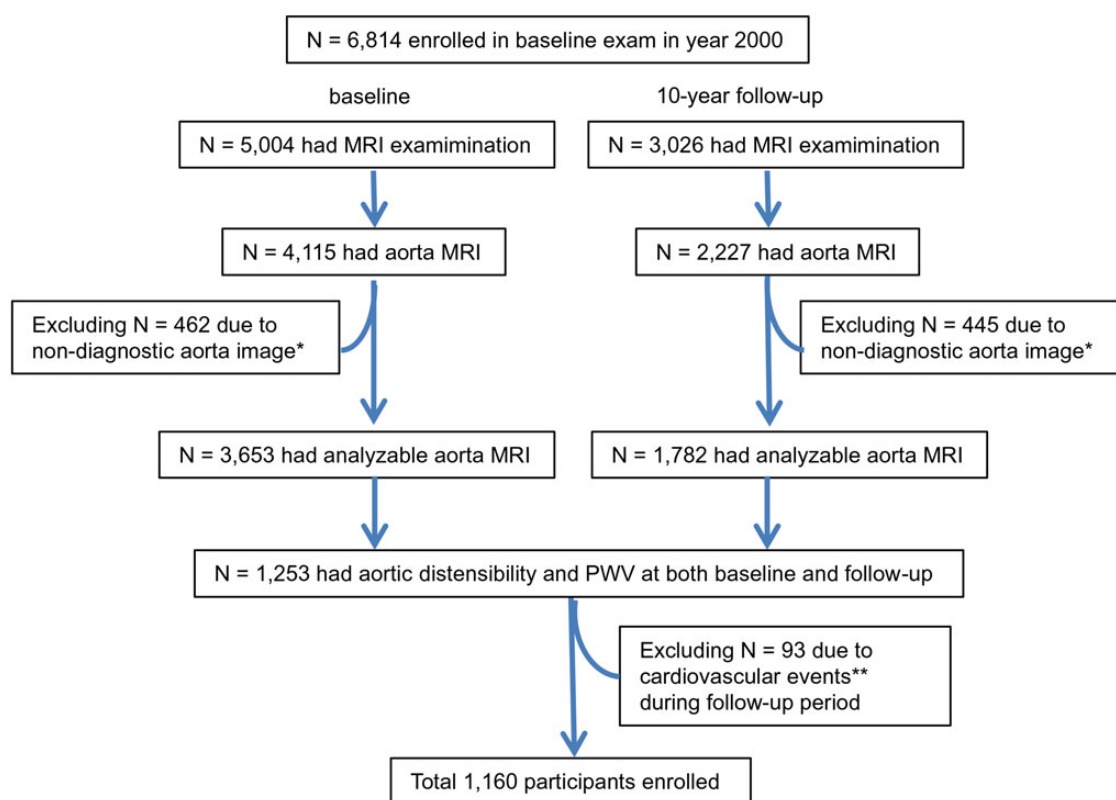 N = 6,814 enrolled in baseline exam in year 2000
baseline
10-year follow-up
N = 5,004 had MRI examimination
N = 3,026 had MRI examimination
N = 4,115 had aorta MRI
N = 2,227 had aorta MRI
Excluding N = 462 due to
non-diagnostic aorta image*
Excluding N = 445 due to
non-diagnostic aorta image*
N = 3,653 had analyzable aorta MRI
N = 1,782 had analyzable aorta MRI
N = 1,253 had aortic distensibility and PWV at both baseline and follow-up
Excluding N = 93 due to
cardiovascular events**
during follow-up period
Total 1,160 participants enrolled